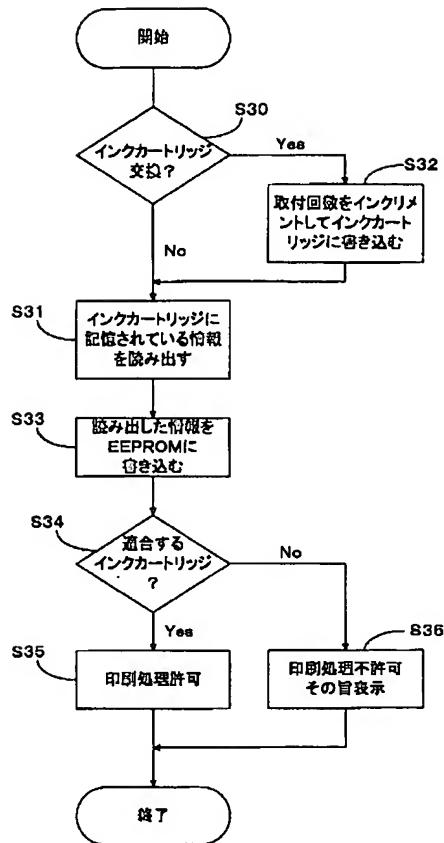 開始
S30
インクカートリッジ
交換?
Yes
S32
取付回数をインクリ
メントしてインクカート
リッジに書き込む
No
S31
インクカートリッジに
記憶されている情報
を読み出す
S33
読み出した情報を
EEPROMに
書き込む
S34
適合する
インクカートリッジ
?
No
Yes
S35
印刷処理許可
S36
印刷処理不許可
その旨表示
終了